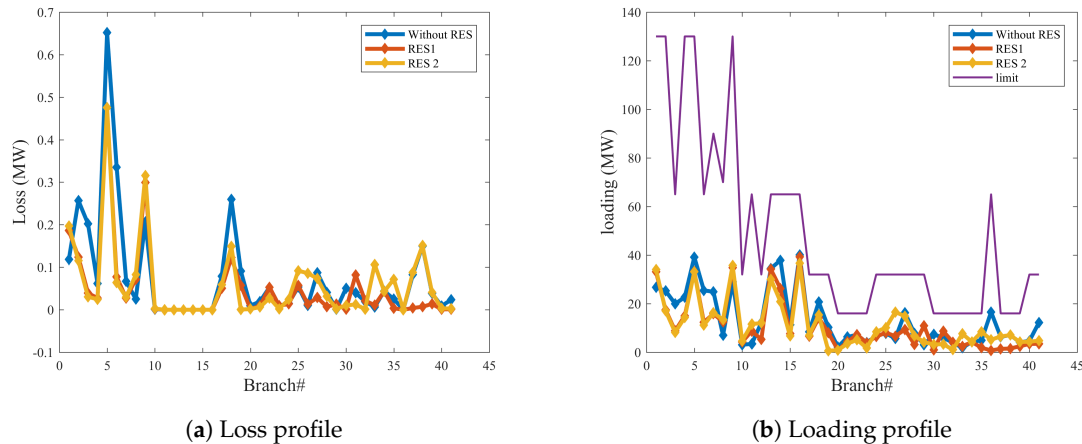 0.7
0.6
0.5
0.4
0.3
0.2
0.1
0
-0.1
Loss (MW)
0 5 10 15 20 25 30 35 40 45
Branch#
Without RES
RES1
RES 2
(a) Loss profile
140
120
100
80
60
40
20
0
loading (MW)
0 5 10 15 20 25 30 35 40 45
Branch#
Without RES
RES1
RES 2
limit
(b) Loading profile